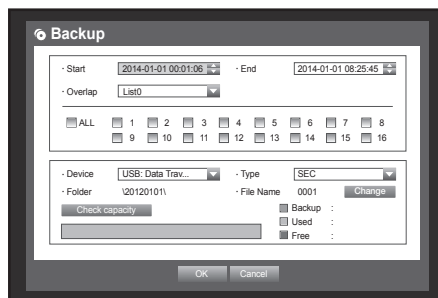 Backup
· Start 2014-01-01 00:01:06 · End 2014-01-01 08:25:45
· Overlap List0
ALL 1 2 3 4 5 6 7 8
9 10 11 12 13 14 15 16
· Device USB: Data Trav... · Type SEC
· Folder \20120101\ · File Name 0001 Change
Check capacity Backup :
Used :
Free :
OK Cancel